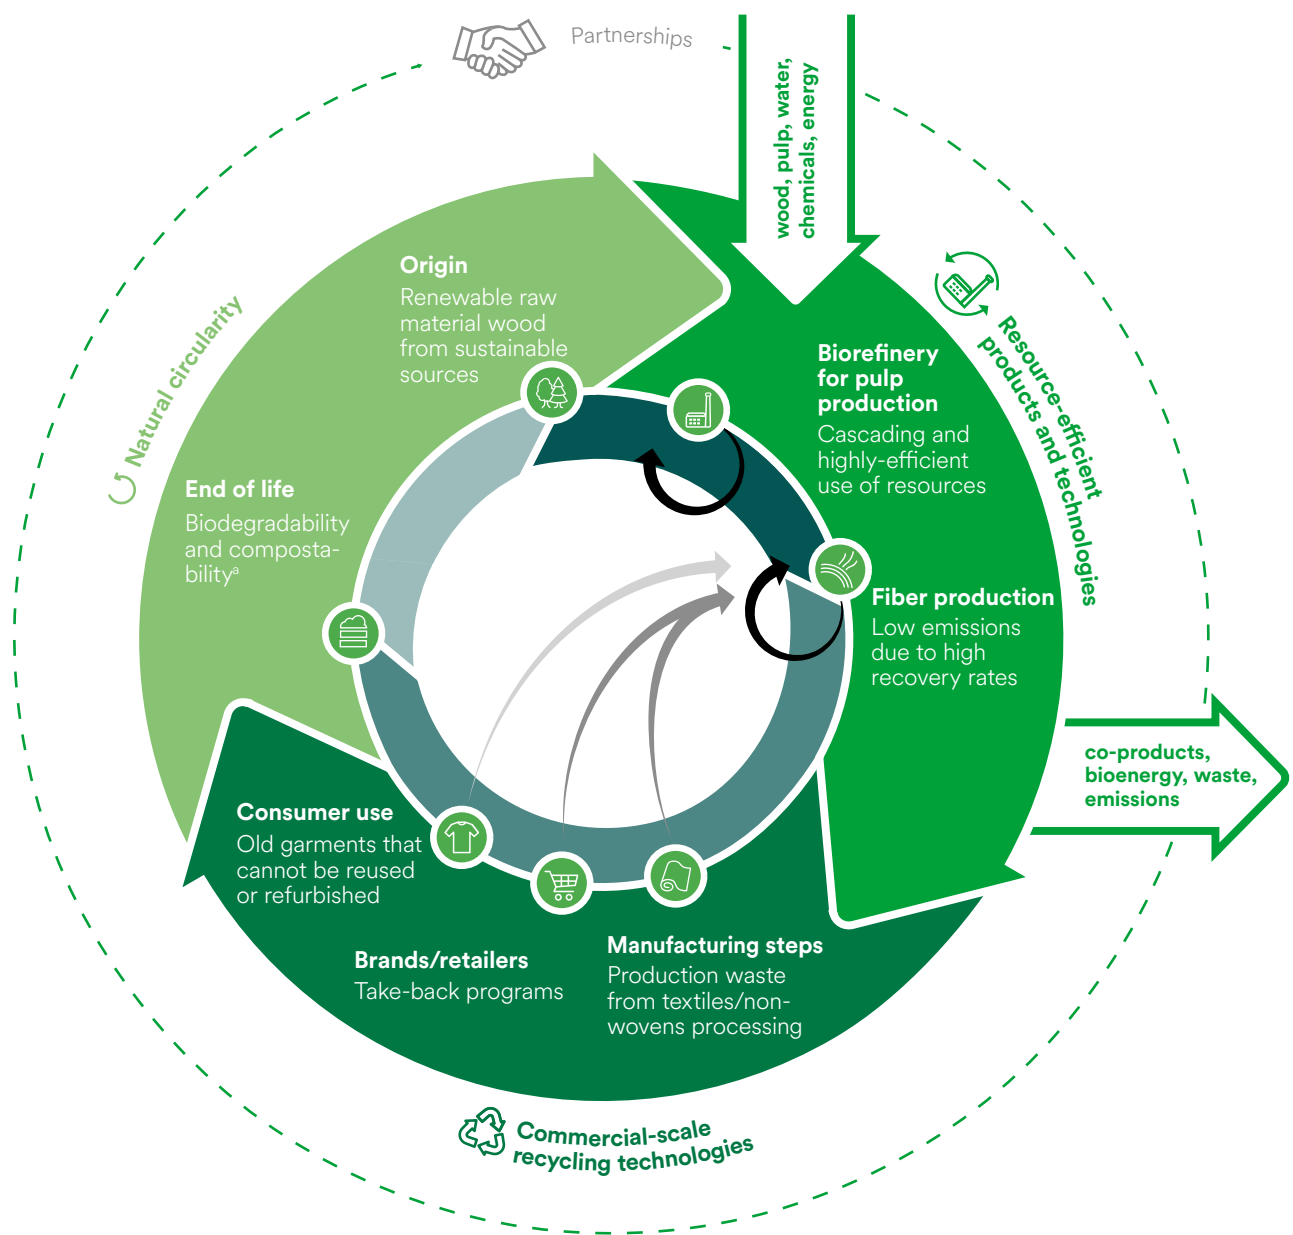 Partnerships
wood, pulp, water,
chemicals, energy
Origin
Renewable raw
material wood
from sustainable
sources
Natural circularity
End of life
Biodegradability
and composta-
bilityᵃ
Biorefinery
for pulp
production
Cascading and
highly-efficient
use of resources
Resource-efficient
products and technologies
Fiber production
Low emissions
due to high
recovery rates
co-products,
bioenergy, waste,
emissions
Consumer use
Old garments that
cannot be reused
or refurbished
Brands/retailers
Take-back programs
Manufacturing steps
Production waste
from textiles/non-
wovens processing
Commercial-scale
recycling technologies